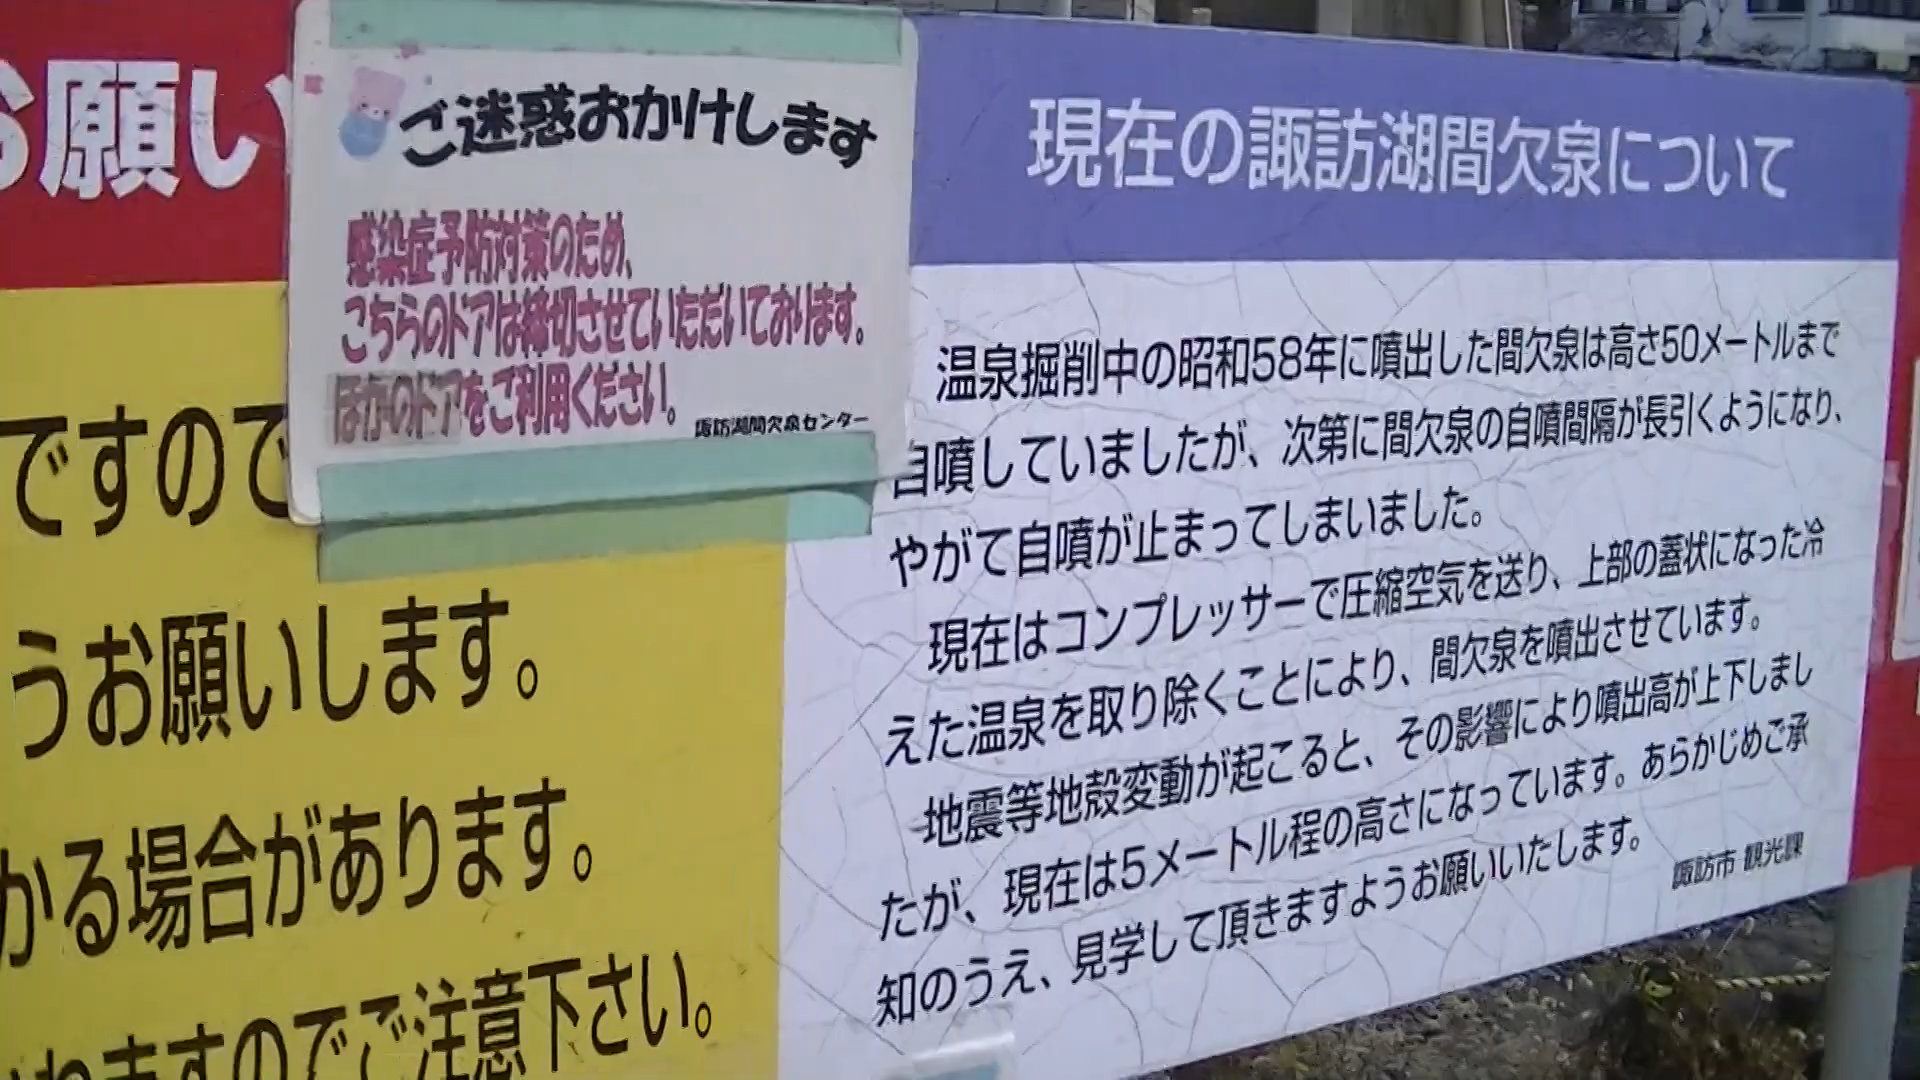 お願い
ですので
うお願いします。
かる場合があります。
ますのでご注意下さい。
ご迷惑おかけします
感染症予防対策のため、
こちらのドアは締切させていただいております。
ほかのドアをご利用ください。
諏訪湖間欠泉センター
現在の諏訪湖間欠泉について
温泉掘削中の昭和58年に噴出した間欠泉は高さ50メートルまで
自噴していましたが、次第に間欠泉の自噴間隔が長引くようになり、
やがて自噴が止まってしまいました。
現在はコンプレッサーで圧縮空気を送り、上部の蓋状になった冷
えた温泉を取り除くことにより、間欠泉を噴出させています。
地震等地殻変動が起こると、その影響により噴出高が上下しまし
たが、現在は5メートル程の高さになっています。あらかじめご承
知のうえ、見学して頂きますようお願いいたします。
諏訪市 観光課